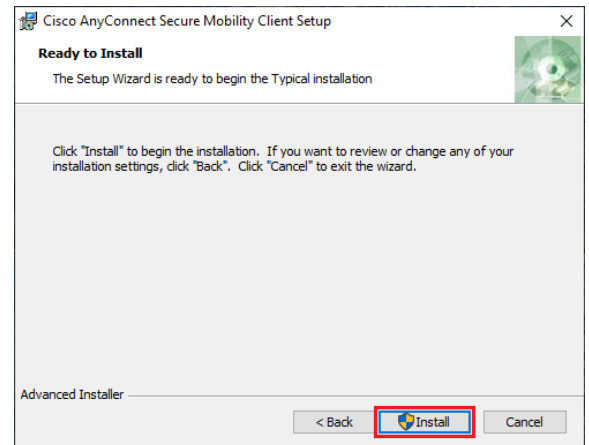 Cisco AnyConnect Secure Mobility Client Setup
Ready to Install
The Setup Wizard is ready to begin the Typical installation
Click "Install" to begin the installation. If you want to review or change any of your
installation settings, click "Back". Click "Cancel" to exit the wizard.
Advanced Installer
< Back Install Cancel